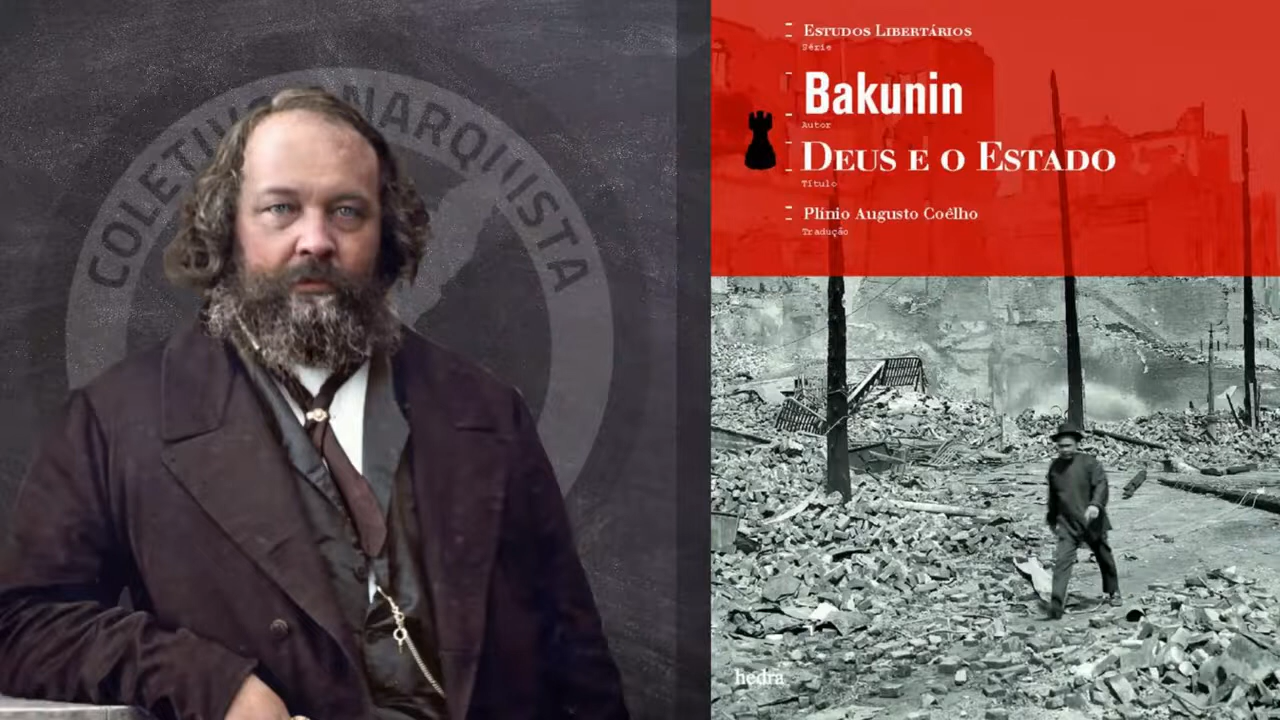 COLETIVO ANARQUISTA
Estudos Libertários
Série
Bakunin
Autor
Deus e o Estado
Título
Plínio Augusto Coêlho
Tradução
hedra